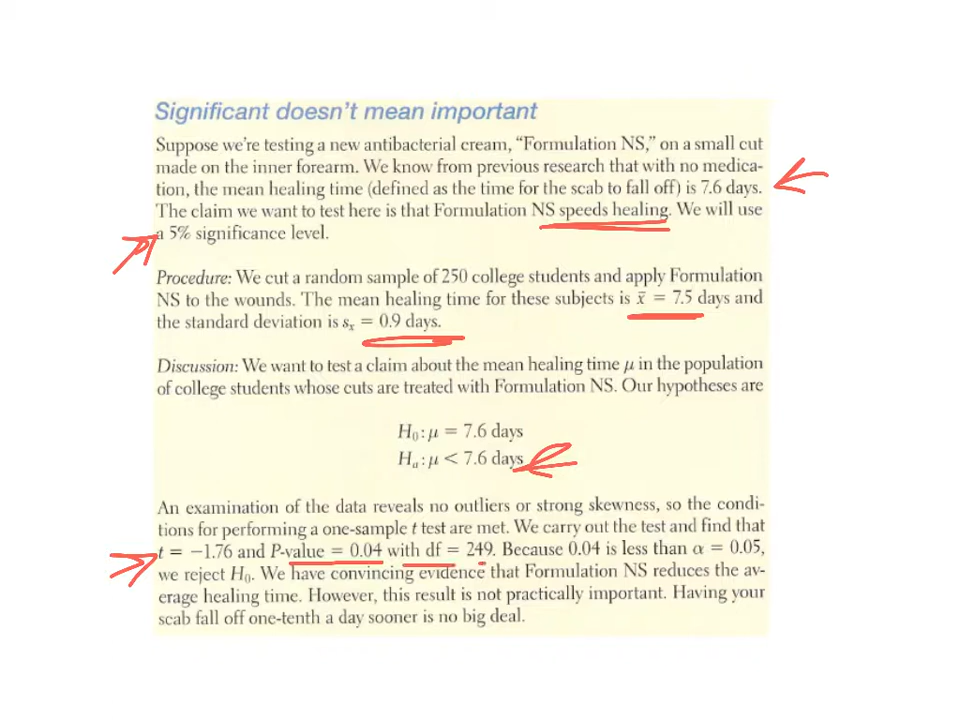 Significant doesn't mean important
Suppose we're testing a new antibacterial cream, "Formulation NS," on a small cut
made on the inner forearm. We know from previous research that with no medica-
tion, the mean healing time (defined as the time for the scab to fall off) is 7.6 days.
The claim we want to test here is that Formulation NS speeds healing. We will use
a 5% significance level.
Procedure: We cut a random sample of 250 college students and apply Formulation
NS to the wounds. The mean healing time for these subjects is x̄ = 7.5 days and
the standard deviation is sₓ = 0.9 days.
Discussion: We want to test a claim about the mean healing time μ in the population
of college students whose cuts are treated with Formulation NS. Our hypotheses are
H₀: μ = 7.6 days
Hₐ: μ < 7.6 days
An examination of the data reveals no outliers or strong skewness, so the condi-
tions for performing a one-sample t test are met. We carry out the test and find that
t = −1.76 and P-value = 0.04 with df = 249. Because 0.04 is less than α = 0.05,
we reject H₀. We have convincing evidence that Formulation NS reduces the av-
erage healing time. However, this result is not practically important. Having your
scab fall off one-tenth a day sooner is no big deal.